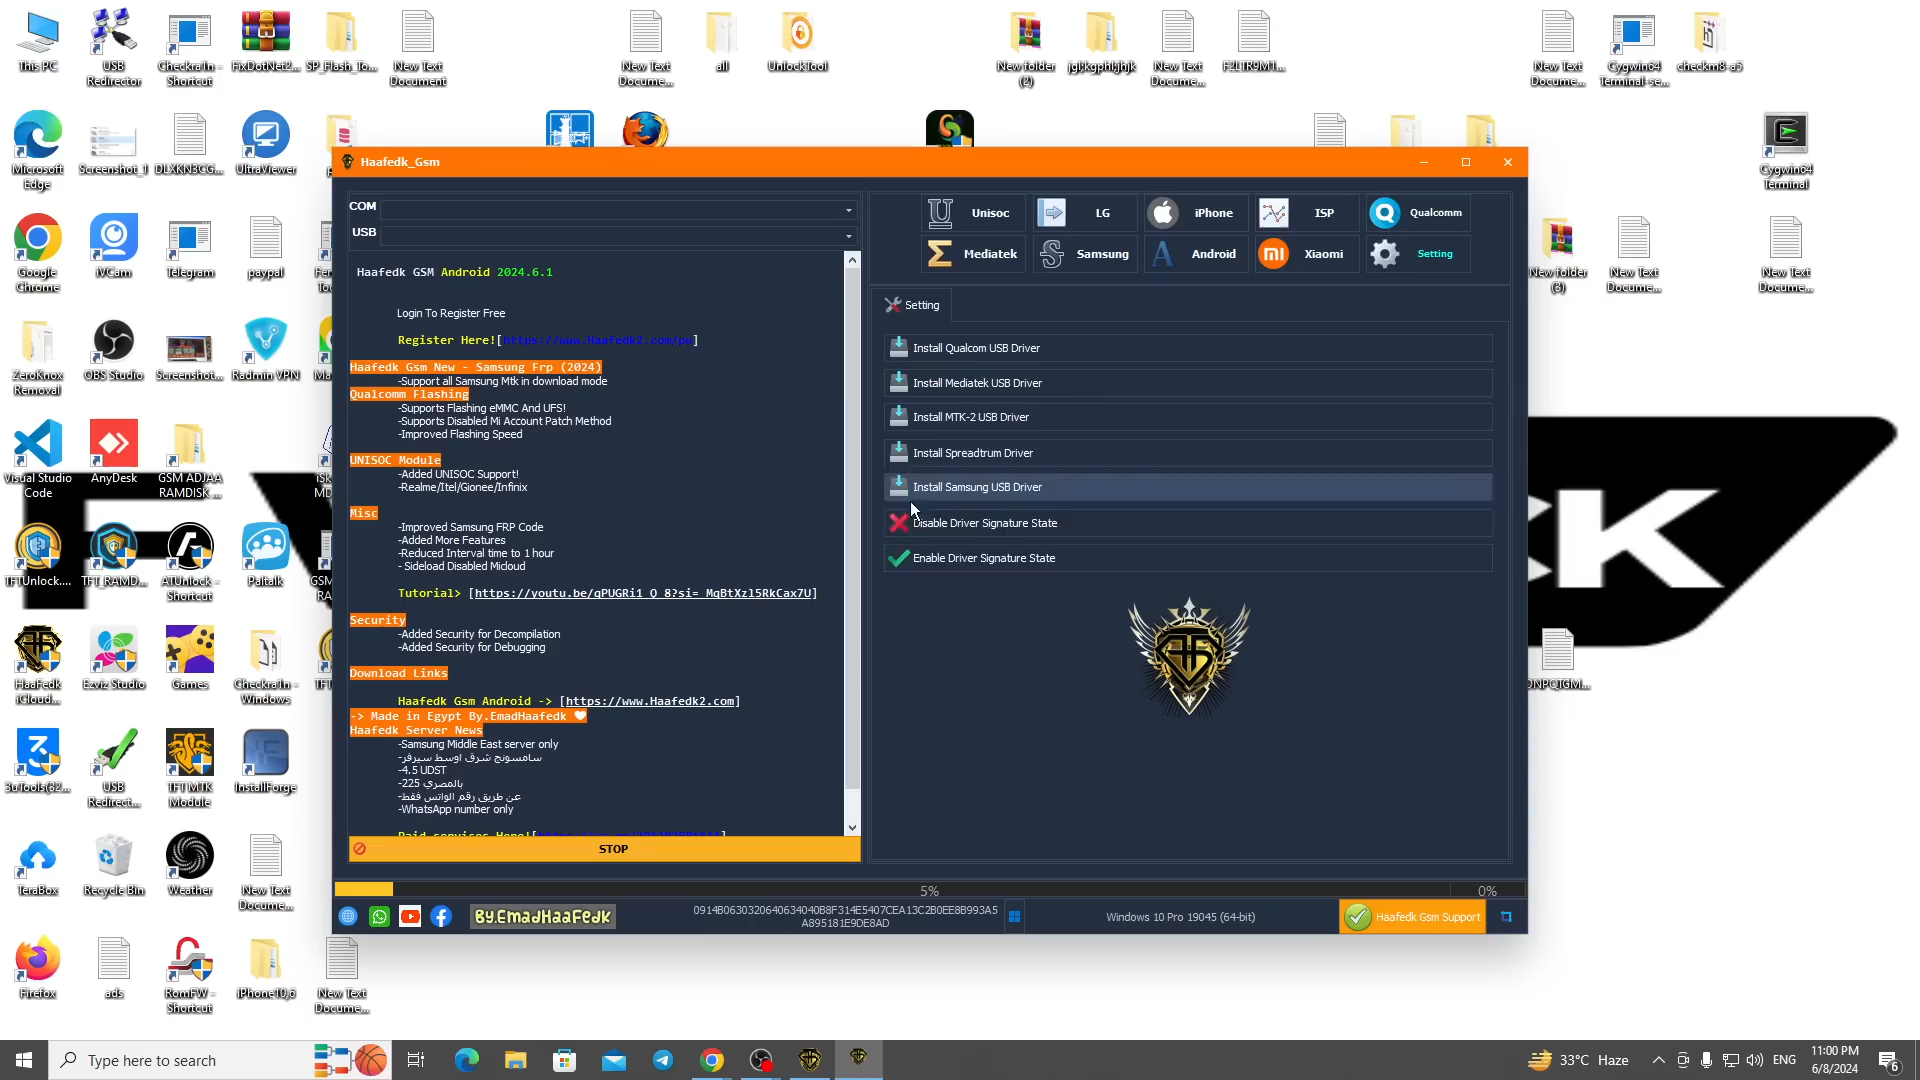 This PC
USB Redirector
Checkra1n - Shortcut
FixDotNet2...
SP_Flash_To...
New Text Document
New Text Docume...
all
UnlockTool
New folder (2)
New Text Docume...
F2LTR9M1...
New Text Docume...
Cygwin64 Terminal-se...
checkm8-a5
Microsoft Edge
Screenshot_1
DLXKN3CG...
UltraViewer
Cygwin64 Terminal
Google Chrome
iVCam
Telegram
paypal
New folder (3)
New Text Docume...
New Text Docume...
ZeroKnox Removal
OBS Studio
Screenshot...
Radmin VPN
Visual Studio Code
AnyDesk
GSM ADJAA RAMDISK ...
TFTUnlock....
TFT_RAMD...
ATUnlock - Shortcut
Paltalk
HaaFedk iCloud...
Ezviz Studio
Games
Checkra1n - Windows
3uTools(32...
USB Redirect...
TFT MTK Module
InstallForge
TeraBox
Recycle Bin
Weather
New Text Docume...
Firefox
ads
RomFW - Shortcut
iPhone10,6
New Text Docume...
Haafedk_Gsm
COM
USB
Haafedk GSM Android 2024.6.1
Login To Register Free
Register Here![https://www.Haafedk2.com/pu]
Haafedk Gsm New - Samsung Frp (2024)
-Support all Samsung Mtk in download mode
Qualcomm Flashing
-Supports Flashing eMMC And UFS!
-Supports Disabled Mi Account Patch Method
-Improved Flashing Speed
UNISOC Module
-Added UNISOC Support!
-Realme/Itel/Gionee/Infinix
Misc
-Improved Samsung FRP Code
-Added More Features
-Reduced Interval time to 1 hour
- Sideload Disabled Micloud
Tutorial> [https://youtu.be/qPUGRi1_Q_8?si=_MqBtXzl5RkCax7U]
Security
-Added Security for Decompilation
-Added Security for Debugging
Download Links
Haafedk Gsm Android -> [https://www.Haafedk2.com]
-> Made in Egypt By.EmadHaafedk
Haafedk Server News
-Samsung Middle East server only
-سامسونج شرق اوسط سيرفر
-4.5 UDST
-225 بالمصري
-عن طريق رقم الواتس فقط
-WhatsApp number only
STOP
Unisoc
LG
iPhone
ISP
Qualcomm
Mediatek
Samsung
Android
Xiaomi
Setting
Setting
Install Qualcom USB Driver
Install Mediatek USB Driver
Install MTK-2 USB Driver
Install Spreadtrum Driver
Install Samsung USB Driver
Disable Driver Signature State
Enable Driver Signature State
5%
0%
By.EmadHaaFedk
0914B0630320640634040B8F314E5407CEA13C2B0EE8B993A5
A895181E9DE8AD
Windows 10 Pro 19045 (64-bit)
Haafedk Gsm Support
Type here to search
33°C Haze
ENG
11:00 PM
6/8/2024
6